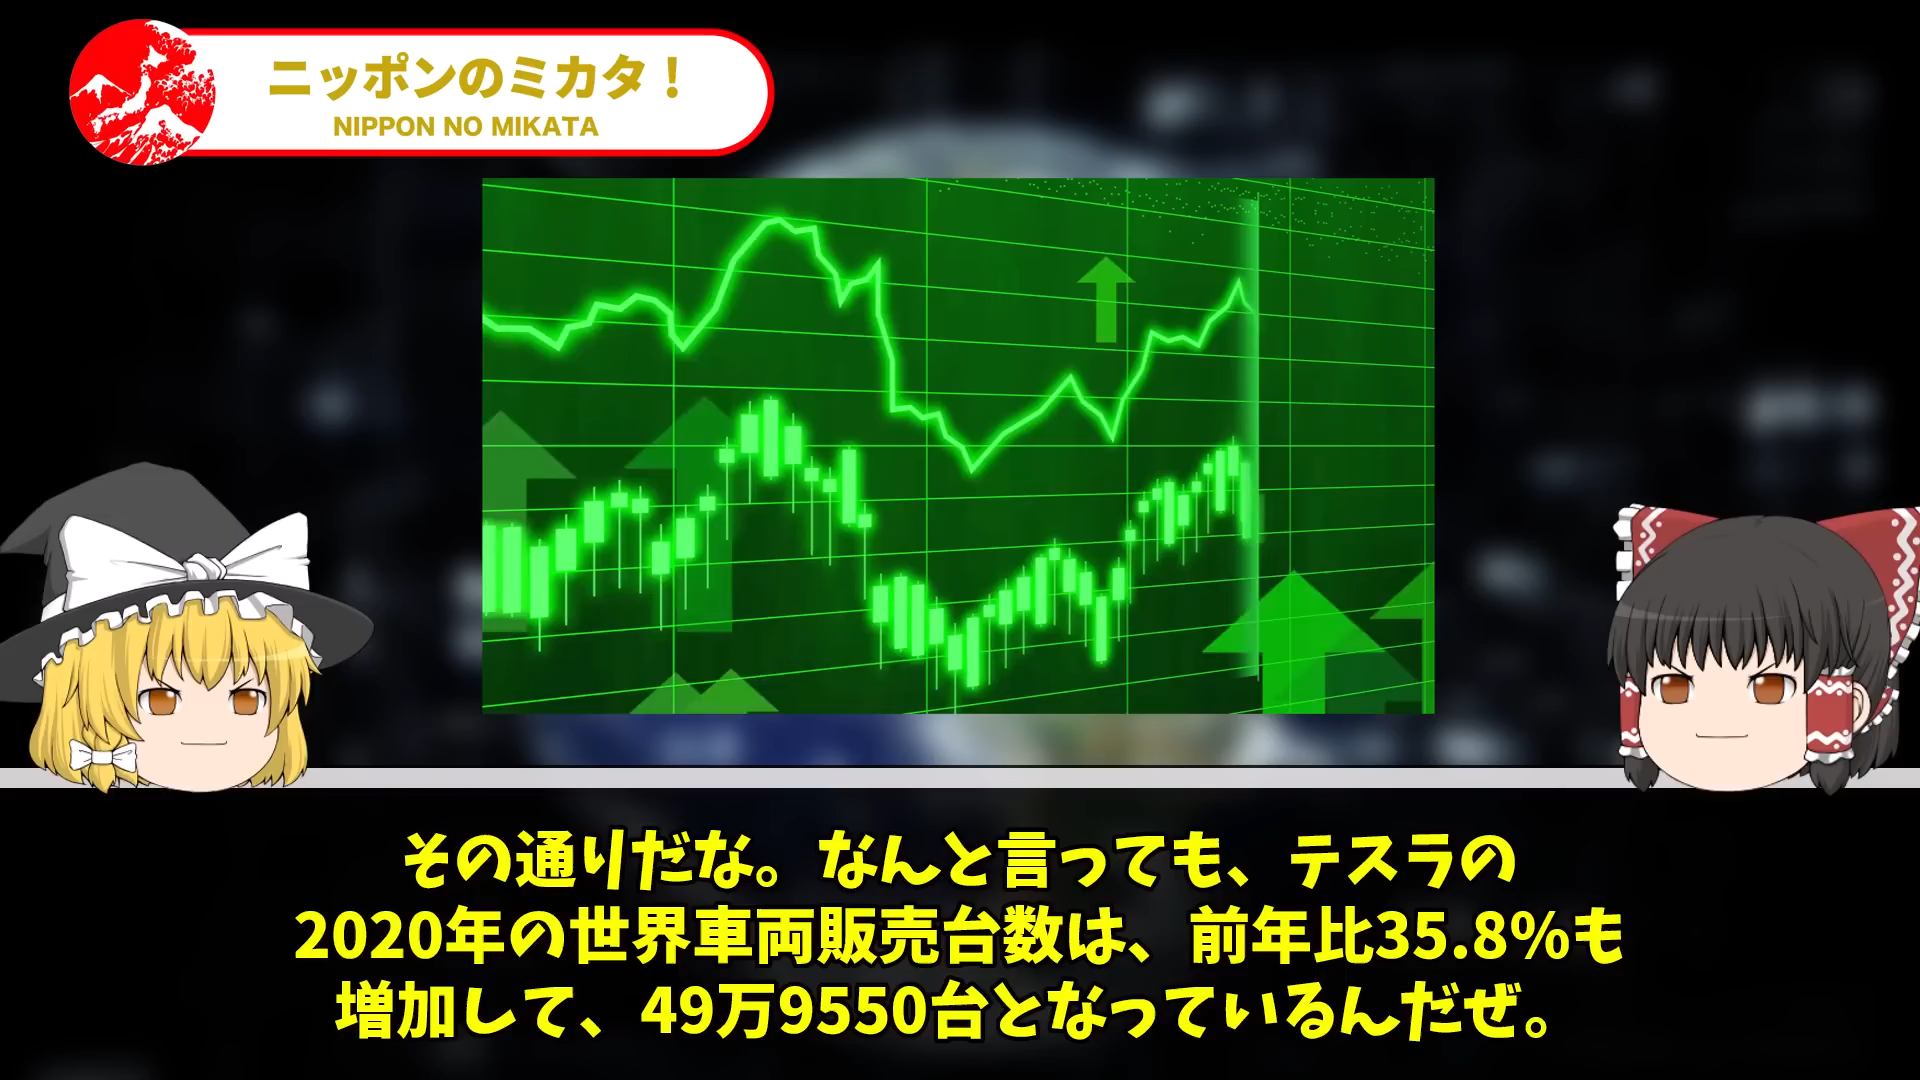 ニッポンのミカタ！
NIPPON NO MIKATA
その通りだな。なんと言っても、テスラの
2020年の世界車両販売台数は、前年比35.8%も
増加して、49万9550台となっているんだぜ。